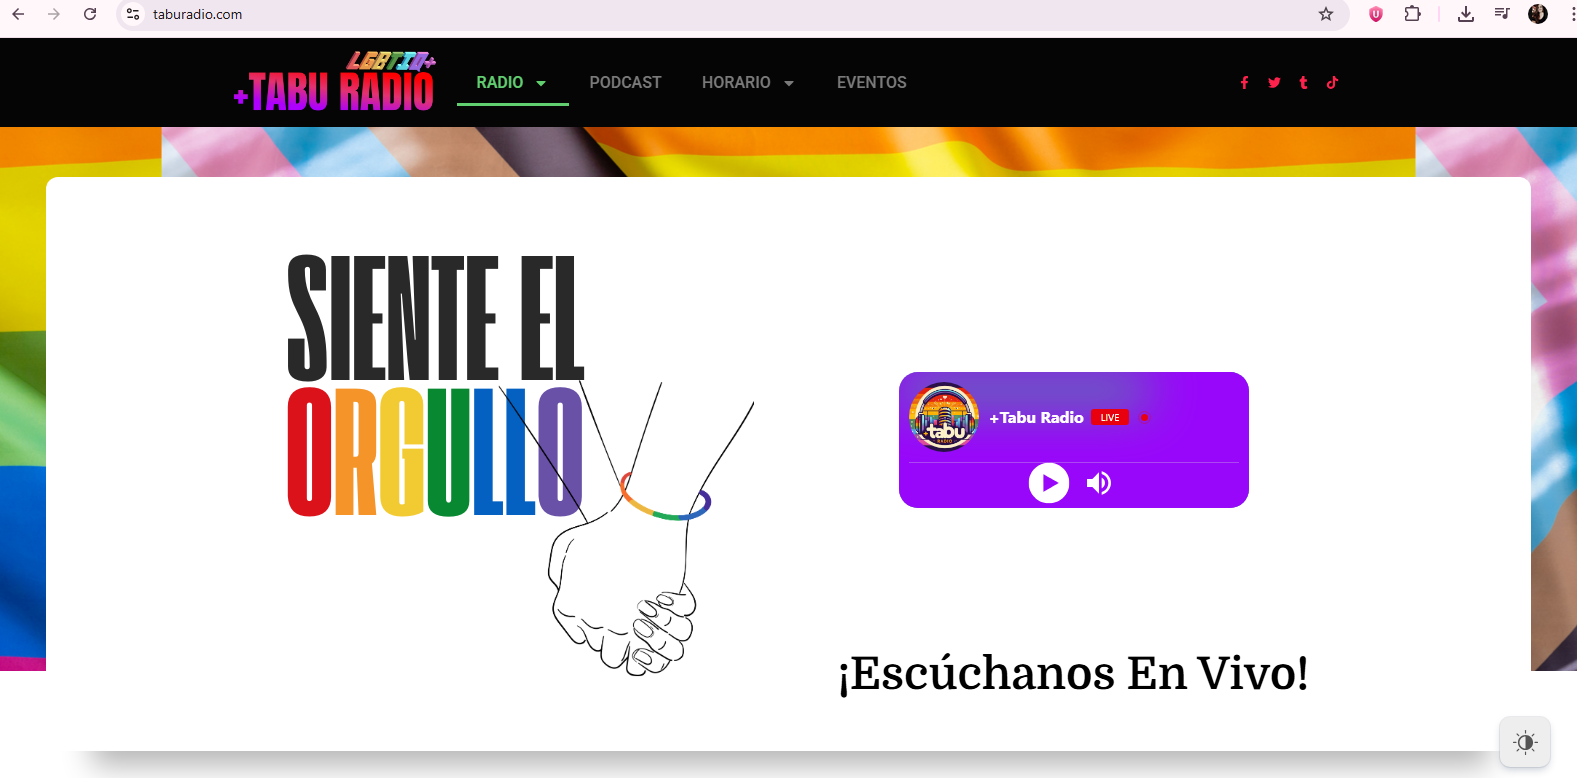 taburadio.com
LGBTIQ+
+TABU RADIO
RADIO
PODCAST
HORARIO
EVENTOS
SIENTE EL
ORGULLO
+tabu
RADIO
+Tabu Radio
LIVE
¡Escúchanos En Vivo!